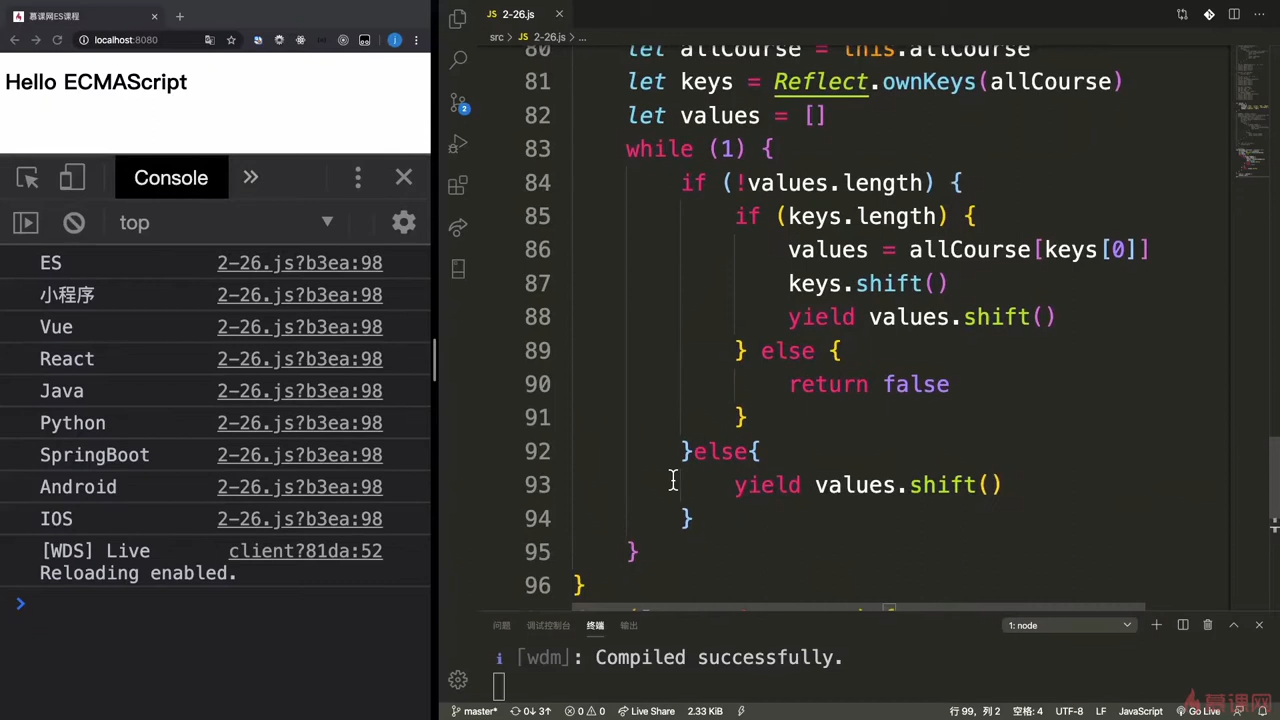 慕课网ES课程
localhost:8080
Hello ECMAScript
Console
top
ES 2-26.js?b3ea:98
小程序 2-26.js?b3ea:98
Vue 2-26.js?b3ea:98
React 2-26.js?b3ea:98
Java 2-26.js?b3ea:98
Python 2-26.js?b3ea:98
SpringBoot 2-26.js?b3ea:98
Android 2-26.js?b3ea:98
IOS 2-26.js?b3ea:98
[WDS] Live client?81da:52
Reloading enabled.
JS 2-26.js
src > JS 2-26.js > ...
80 let allCourse = this.allCourse
81 let keys = Reflect.ownKeys(allCourse)
82 let values = []
83 while (1) {
84 if (!values.length) {
85 if (keys.length) {
86 values = allCourse[keys[0]]
87 keys.shift()
88 yield values.shift()
89 } else {
90 return false
91 }
92 }else{
93 yield values.shift()
94 }
95 }
96 }
问题 调试控制台 终端 输出
1: node
i ⌈wdm⌋: Compiled successfully.
master* 0↓ 3↑ 0 0 Live Share 2.33 KiB 行 99, 列 2 空格: 4 UTF-8 LF JavaScript Go Live
慕课网